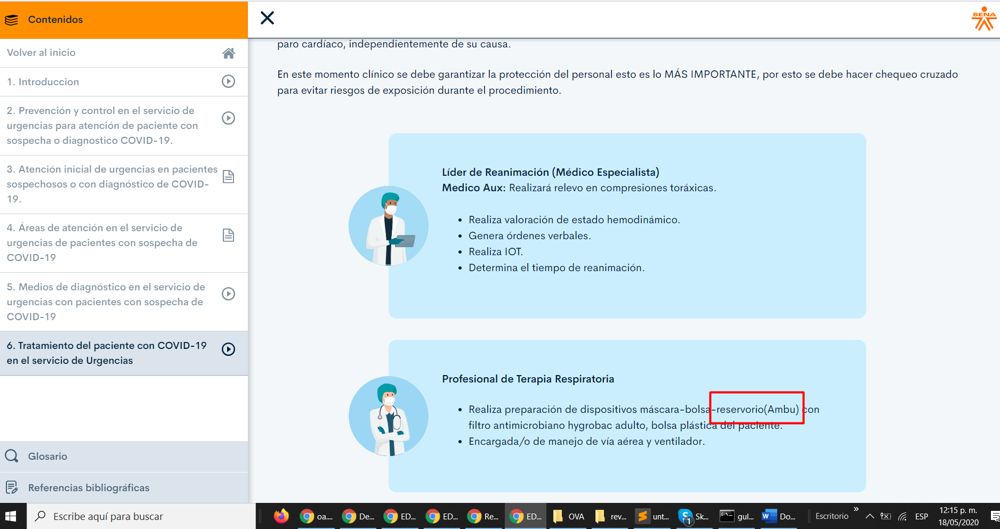 Contenidos
Volver al inicio
1. Introduccion
2. Prevención y control en el servicio de
urgencias para atención de paciente con
sospecha o diagnostico COVID-19.
3. Atención inicial de urgencias en pacientes
sospechosos o con diagnóstico de COVID-
19.
4. Áreas de atención en el servicio de
urgencias de pacientes con sospecha de
COVID-19
5. Medios de diagnóstico en el servicio de
urgencias con pacientes con sospecha de
COVID-19
6. Tratamiento del paciente con COVID-19
en el servicio de Urgencias
Glosario
Referencias bibliográficas
SENA
paro cardíaco, independientemente de su causa.
En este momento clínico se debe garantizar la protección del personal esto es lo MÁS IMPORTANTE, por esto se debe hacer chequeo cruzado
para evitar riesgos de exposición durante el procedimiento.
Líder de Reanimación (Médico Especialista)
Medico Aux: Realizará relevo en compresiones toráxicas.
• Realiza valoración de estado hemodinámico.
• Genera órdenes verbales.
• Realiza IOT.
• Determina el tiempo de reanimación.
Profesional de Terapia Respiratoria
• Realiza preparación de dispositivos máscara-bolsa-reservorio(Ambu) con
filtro antimicrobiano hygrobac adulto, bolsa plástica del paciente.
• Encargada/o de manejo de vía aérea y ventilador.
Escribe aquí para buscar
oa....
De...
ED...
ED...
Re...
ED...
OVA
rev...
unt...
1
Sk...
gul...
Do...
Escritorio
ESP
12:15 p. m.
18/05/2020